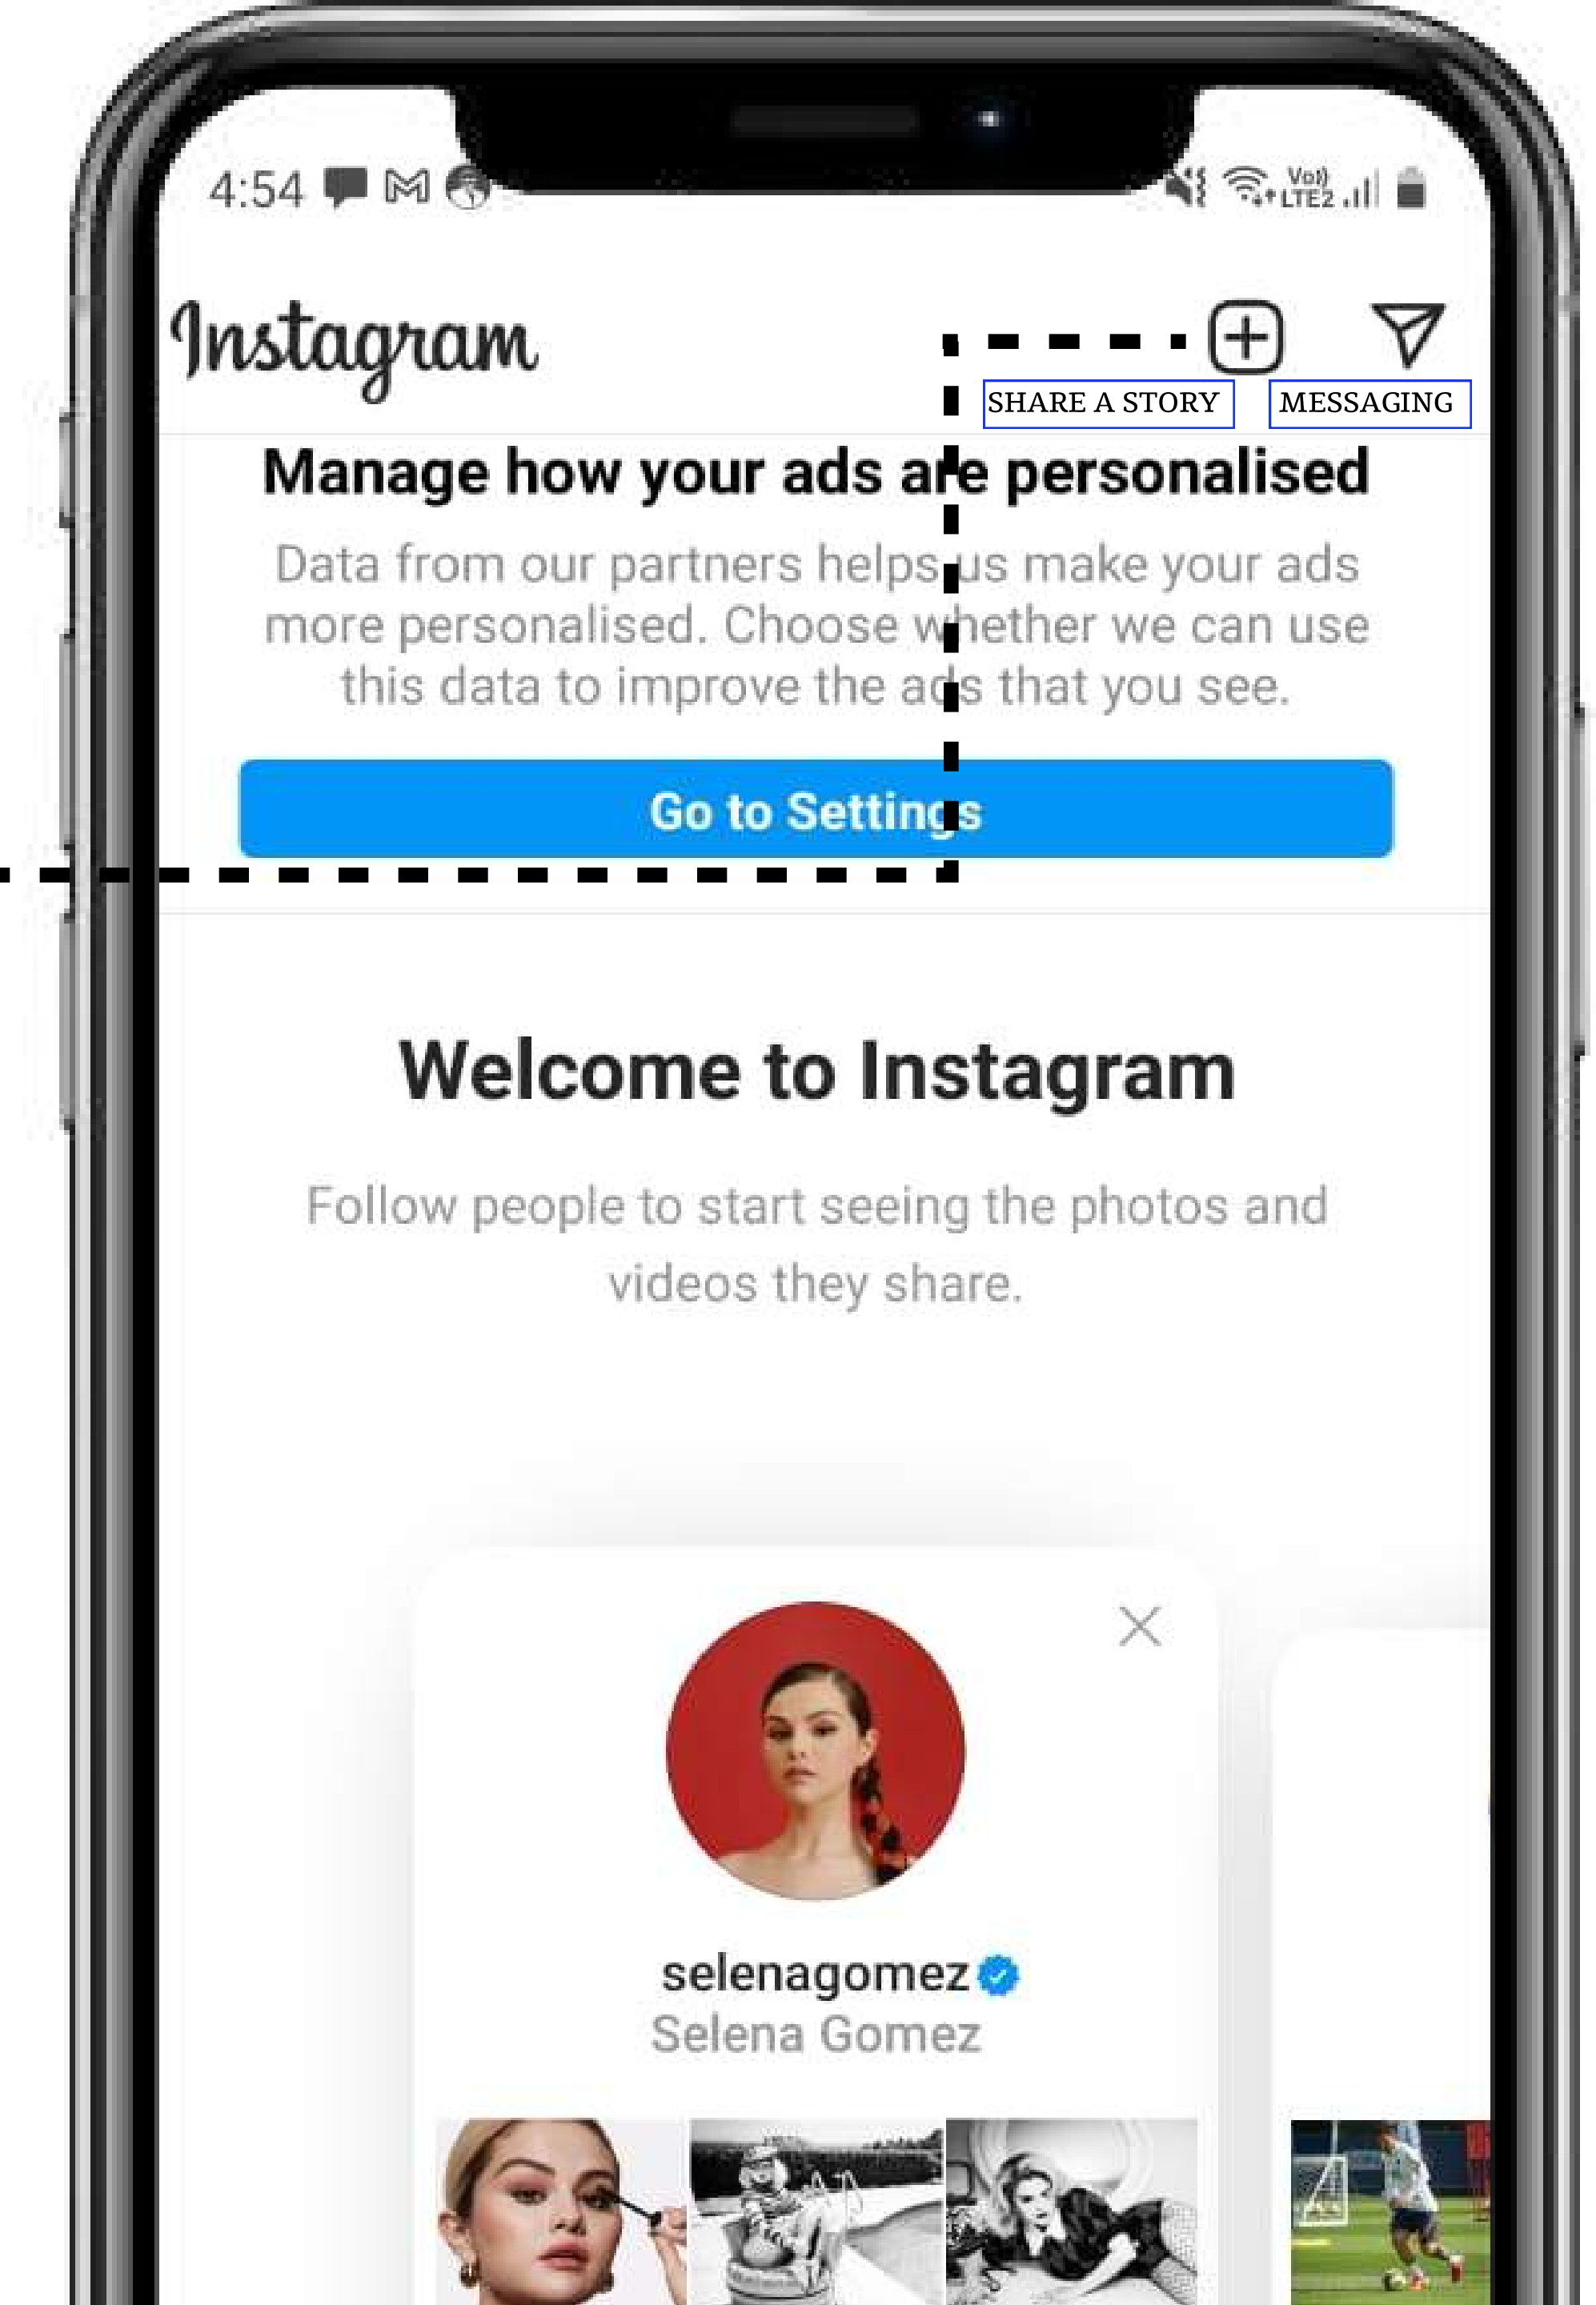 4:54
Vo))
LTE2
Instagram
SHARE A STORY
MESSAGING
Manage how your ads are personalised
Data from our partners helps us make your ads
more personalised. Choose whether we can use
this data to improve the ads that you see.
Go to Settings
Welcome to Instagram
Follow people to start seeing the photos and
videos they share.
selenagomez
Selena Gomez